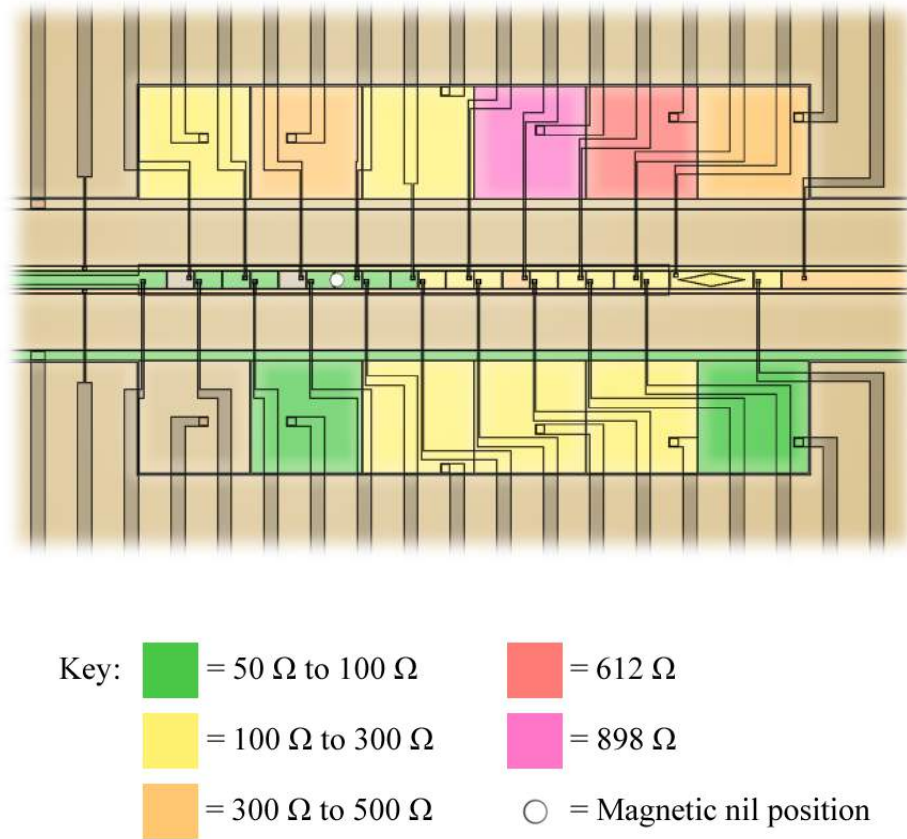 Key:
= 50 Ω to 100 Ω
= 100 Ω to 300 Ω
= 300 Ω to 500 Ω
= 612 Ω
= 898 Ω
= Magnetic nil position